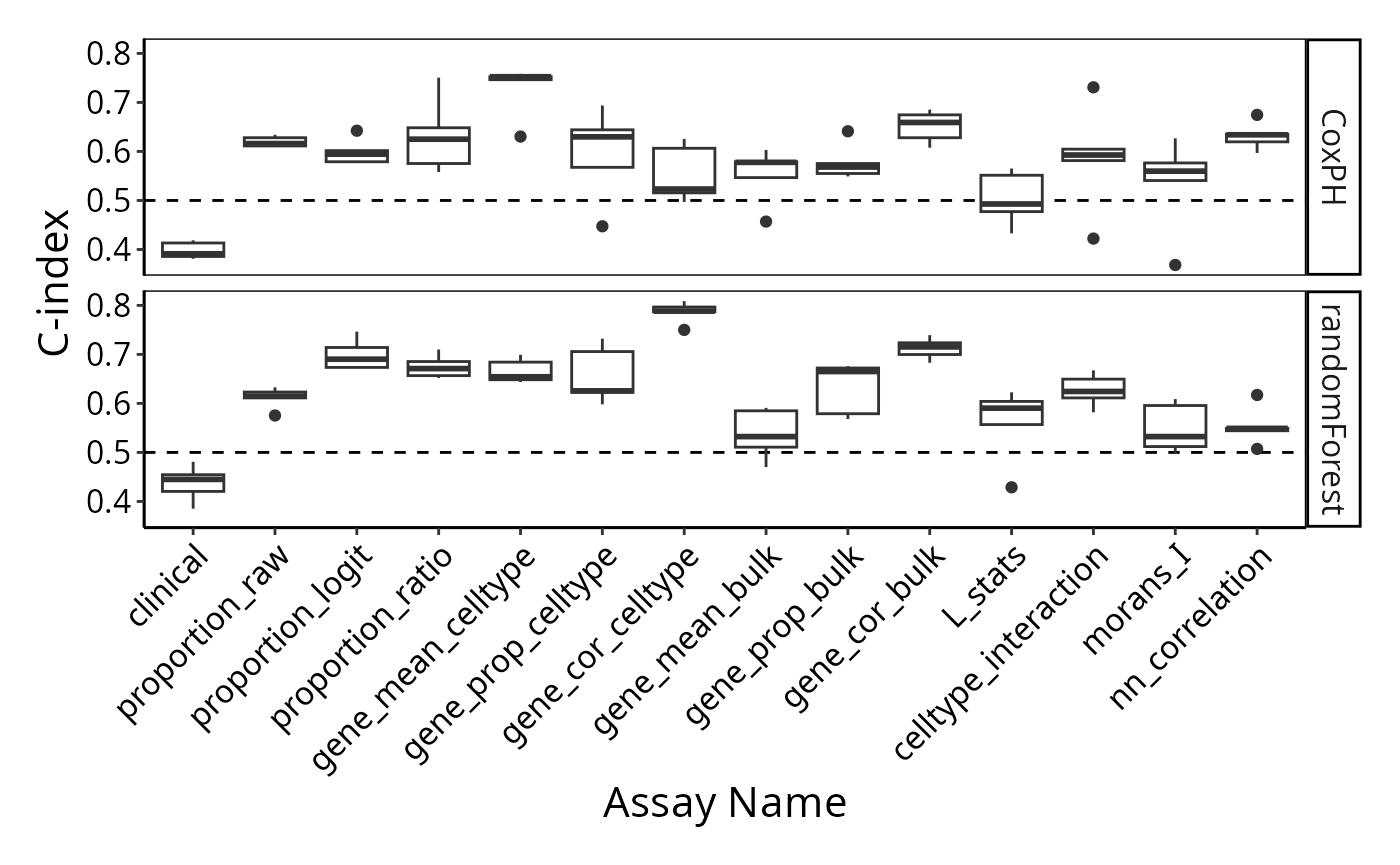 C-index
0.8
0.7
0.6
0.5
0.4
CoxPH
0.8
0.7
0.6
0.5
0.4
randomForest
clinical
proportion_raw
proportion_logit
proportion_ratio
gene_mean_celltype
gene_prop_celltype
gene_cor_celltype
gene_mean_bulk
gene_prop_bulk
gene_cor_bulk
L_stats
celltype_interaction
morans_I
nn_correlation
Assay Name